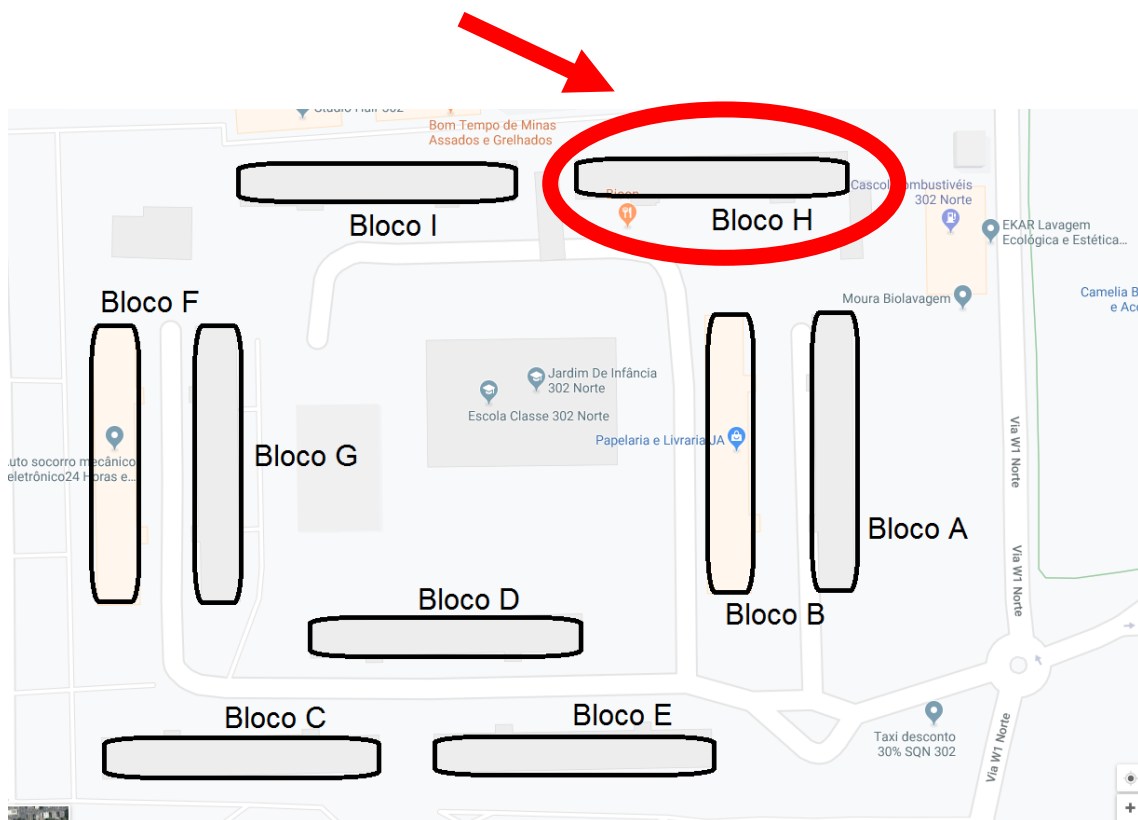 Studio Hair 302
Bom Tempo de Minas
Assados e Grelhados
Bloco I
Bloco H
Cascol Combustivéis
302 Norte
EKAR Lavagem
Ecológica e Estética...
Camelia B
e Ac
Moura Biolavagem
Bloco F
Jardim De Infância
302 Norte
Escola Classe 302 Norte
Papelaria e Livraria JA
Bloco G
uto socorro mecânico
eletrônico24 Horas e...
Via W1 Norte
Bloco A
Via W1 Norte
Bloco D
Bloco B
Bloco C
Bloco E
Taxi desconto
30% SQN 302
Via W1 Norte
+